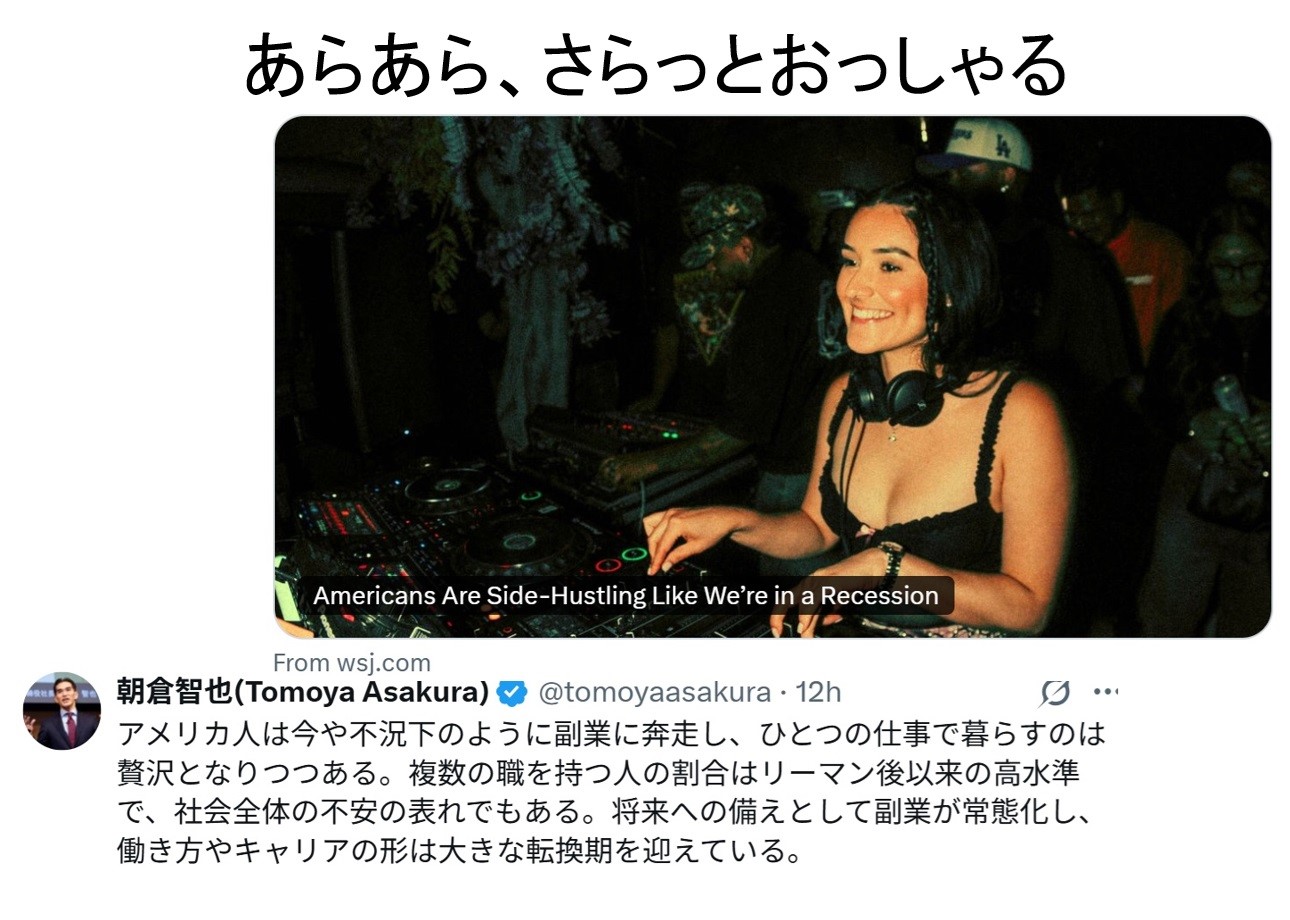 あらあら、さらっとおっしゃる
LA
Americans Are Side-Hustling Like We’re in a Recession
From wsj.com
朝倉智也(Tomoya Asakura) @tomoyaasakura · 12h
アメリカ人は今や不況下のように副業に奔走し、ひとつの仕事で暮らすのは
贅沢となりつつある。複数の職を持つ人の割合はリーマン後以来の高水準
で、社会全体の不安の表れでもある。将来への備えとして副業が常態化し、
働き方やキャリアの形は大きな転換期を迎えている。